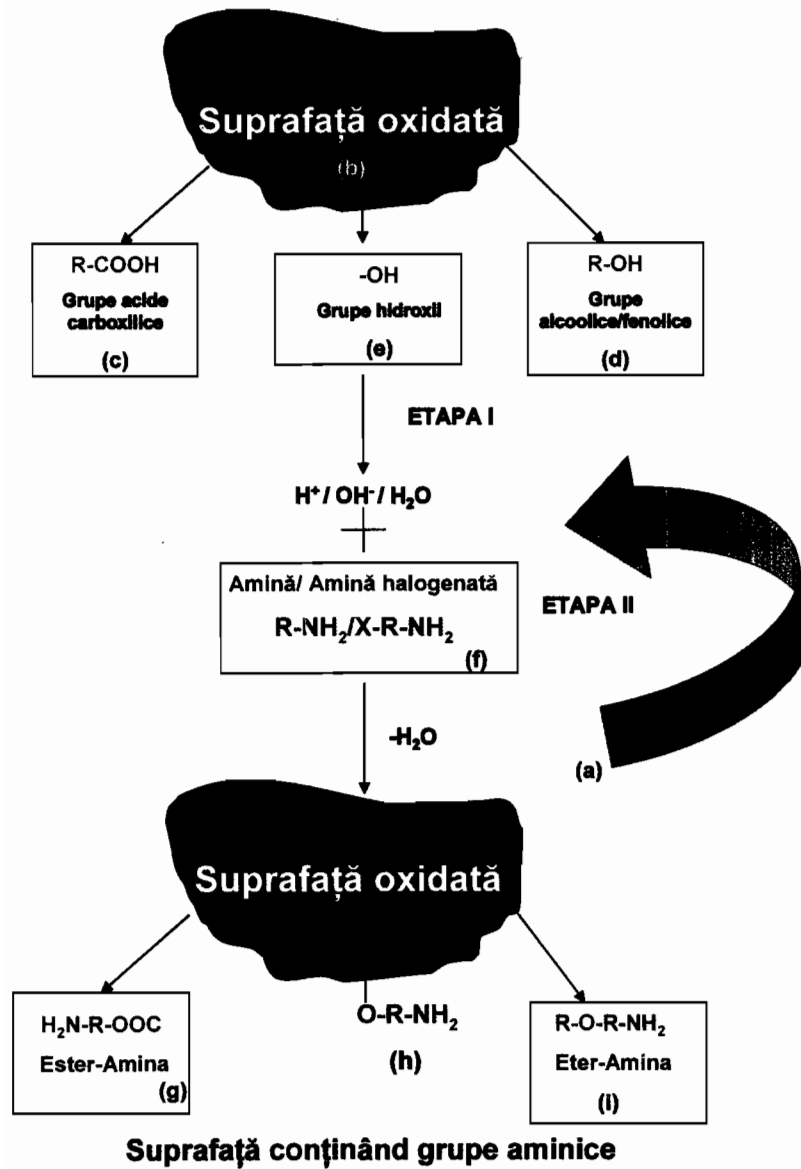 Suprafață oxidată
(b)
R-COOH
Grupe acide
carboxilice
(c)
-OH
Grupe hidroxil
(e)
R-OH
Grupe
alcoolice/fenolice
(d)
ETAPA I
H⁺ / OH⁻ / H₂O
Amină/ Amină halogenată
R-NH₂/X-R-NH₂
(f)
ETAPA II
-H₂O
(a)
Suprafață oxidată
H₂N-R-OOC
Ester-Amina
(g)
O-R-NH₂
(h)
R-O-R-NH₂
Eter-Amina
(i)
Suprafață conținând grupe aminice